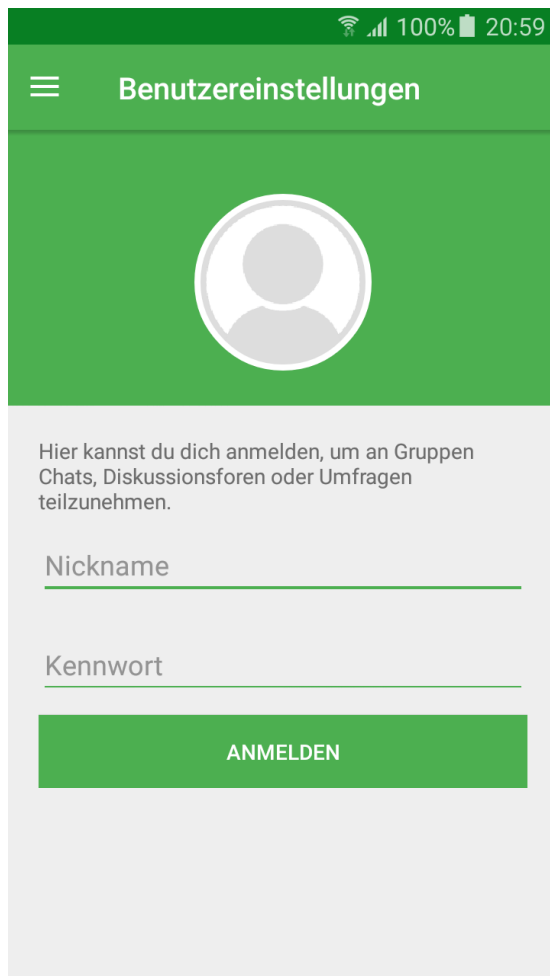 100% 20:59
Benutzereinstellungen
Hier kannst du dich anmelden, um an Gruppen
Chats, Diskussionsforen oder Umfragen
teilzunehmen.
Nickname
Kennwort
ANMELDEN